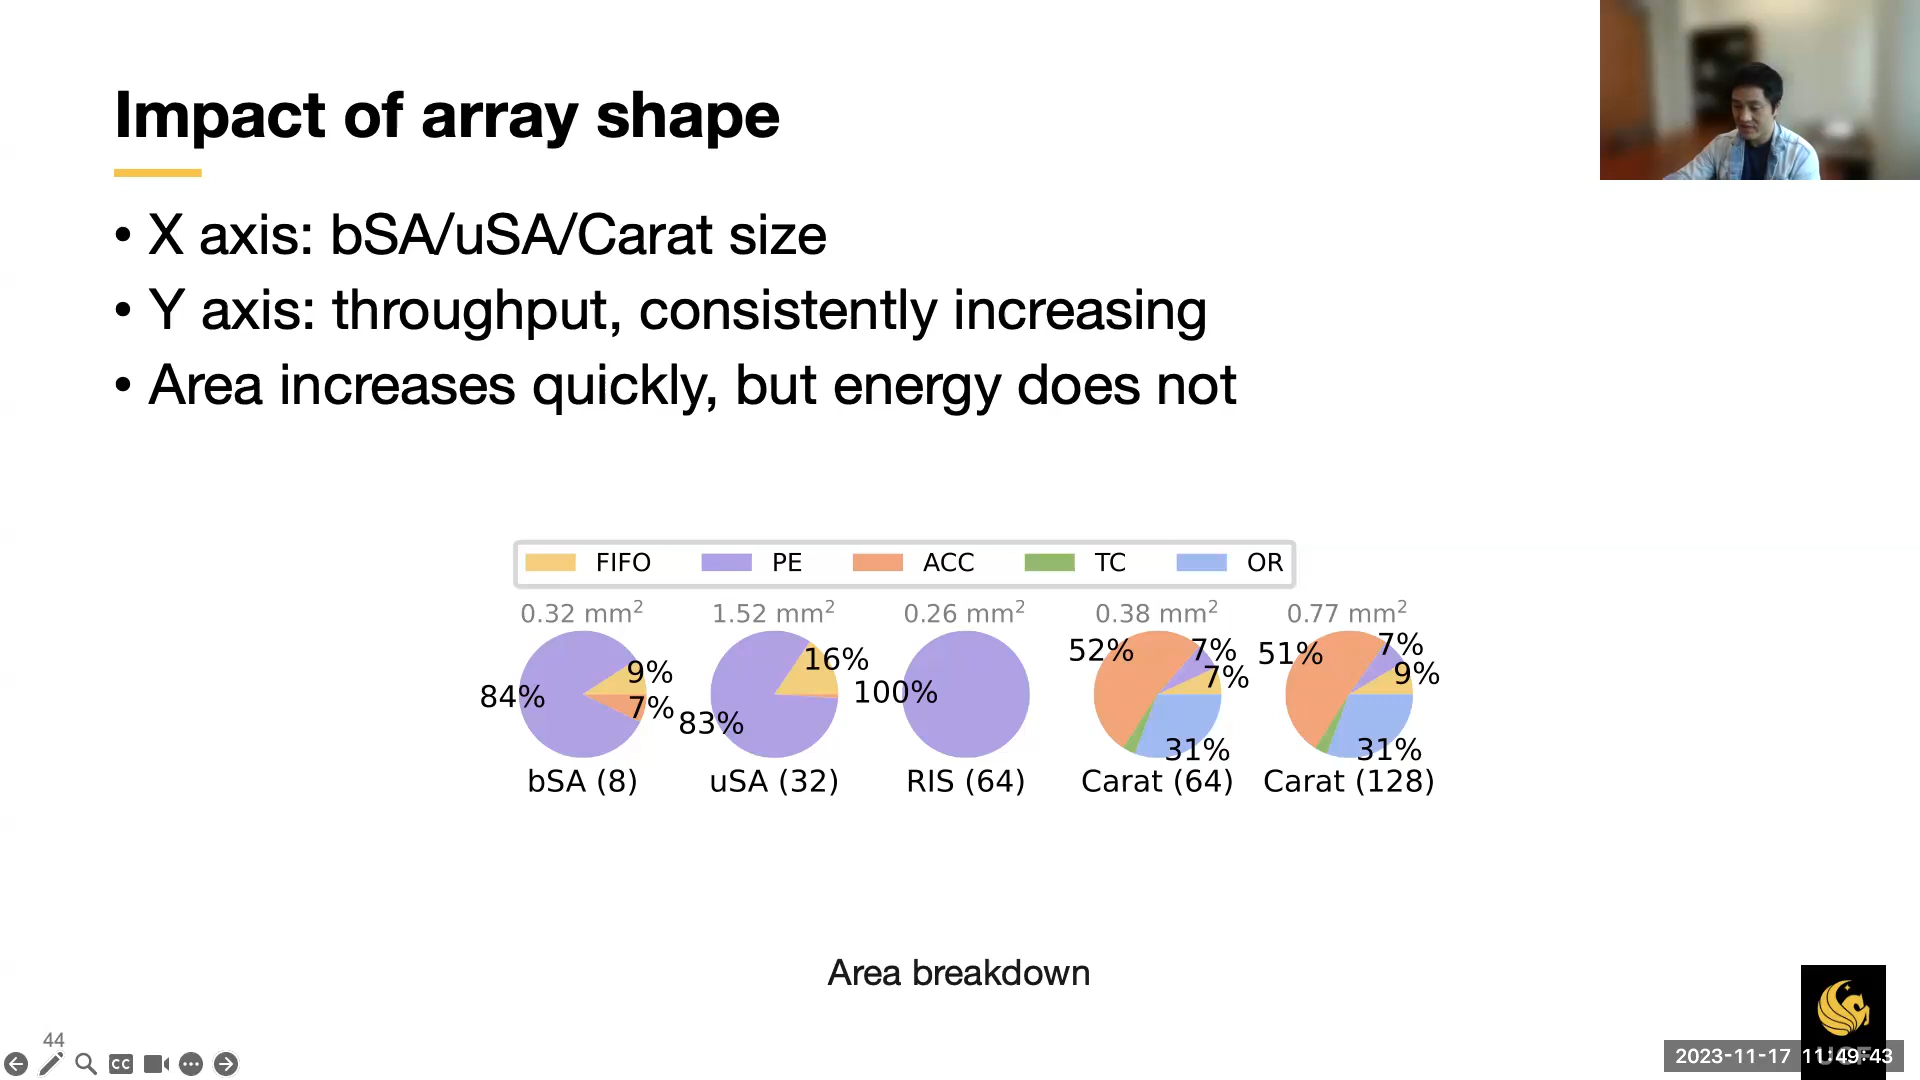 Impact of array shape
• X axis: bSA/uSA/Carat size
• Y axis: throughput, consistently increasing
• Area increases quickly, but energy does not
FIFO PE ACC TC OR
0.32 mm² 1.52 mm² 0.26 mm² 0.38 mm² 0.77 mm²
84% 9% 7%
83% 16%
100%
52% 7% 7% 31%
51% 7% 9% 31%
bSA (8) uSA (32) RIS (64) Carat (64) Carat (128)
Area breakdown
44
CC
UCF
2023-11-17 11:49:43